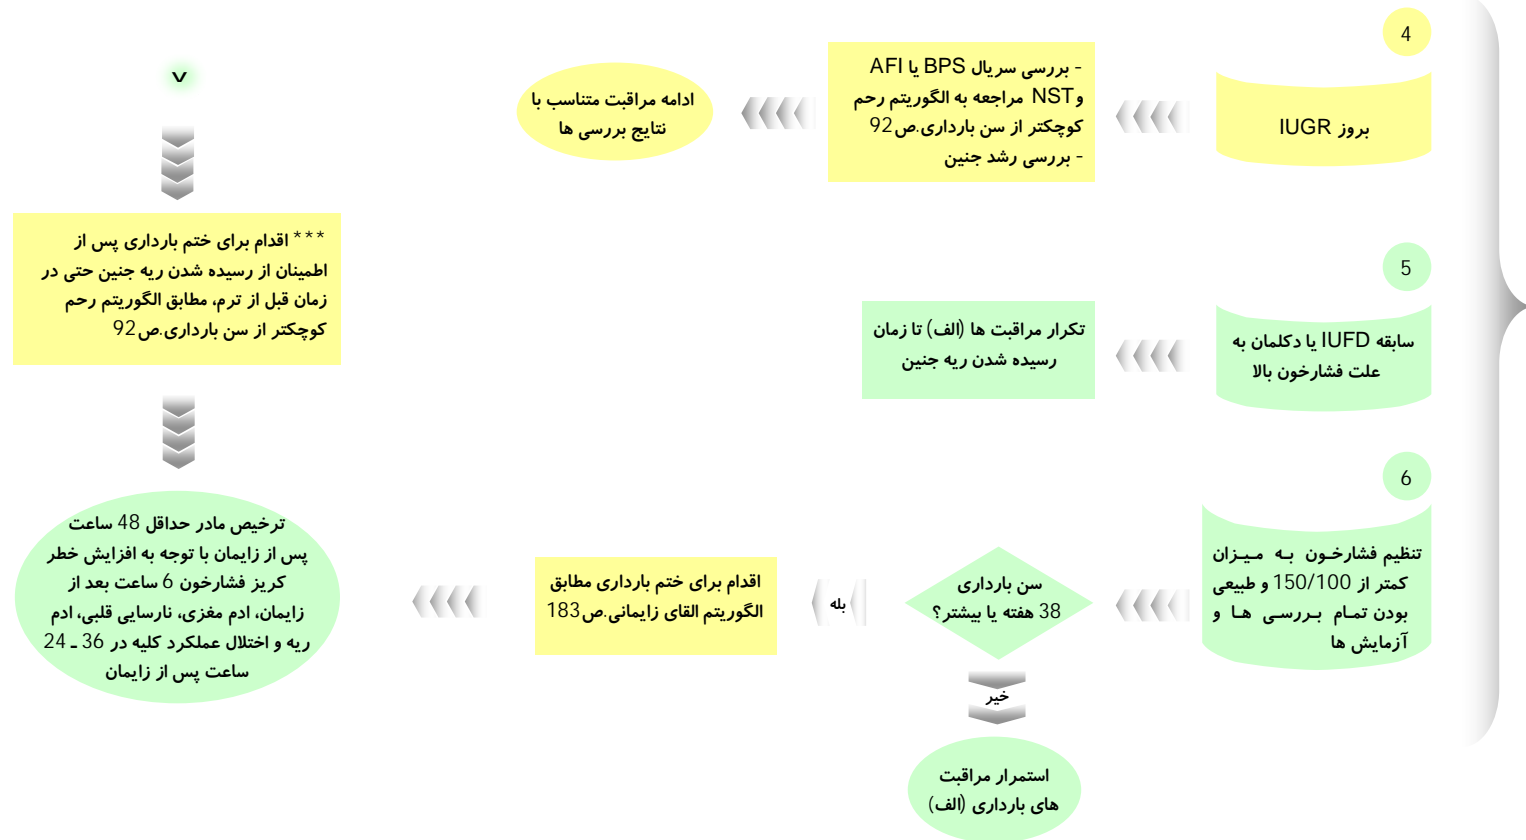 4
بروز IUGR
- بررسی سریال BPS یا AFI
و NST مراجعه به الگوریتم رحم
کوچکتر از سن بارداری.ص92
- بررسی رشد جنین
ادامه مراقبت متناسب با
نتایج بررسی ها
5
سابقه IUFD یا دکلمان به
علت فشارخون بالا
تکرار مراقبت ها (الف) تا زمان
رسیده شدن ریه جنین
6
تنظیم فشارخـون به میـزان
کمتر از 150/100 و طبیعی
بودن تمـام بـررسـی هـا و
آزمایش ها
سن بارداری
38 هفته یا بیشتر؟
بله
اقدام برای ختم بارداری مطابق
الگوریتم القای زایمانی.ص183
خیر
استمرار مراقبت
های بارداری (الف)
v
*** اقدام برای ختم بارداری پس از
اطمینان از رسیده شدن ریه جنین حتی در
زمان قبل از ترم، مطابق الگوریتم رحم
کوچکتر از سن بارداری.ص92
ترخیص مادر حداقل 48 ساعت
پس از زایمان با توجه به افزایش خطر
کریز فشارخون 6 ساعت بعد از
زایمان، ادم مغزی، نارسایی قلبی، ادم
ریه و اختلال عملکرد کلیه در 36 ـ 24
ساعت پس از زایمان